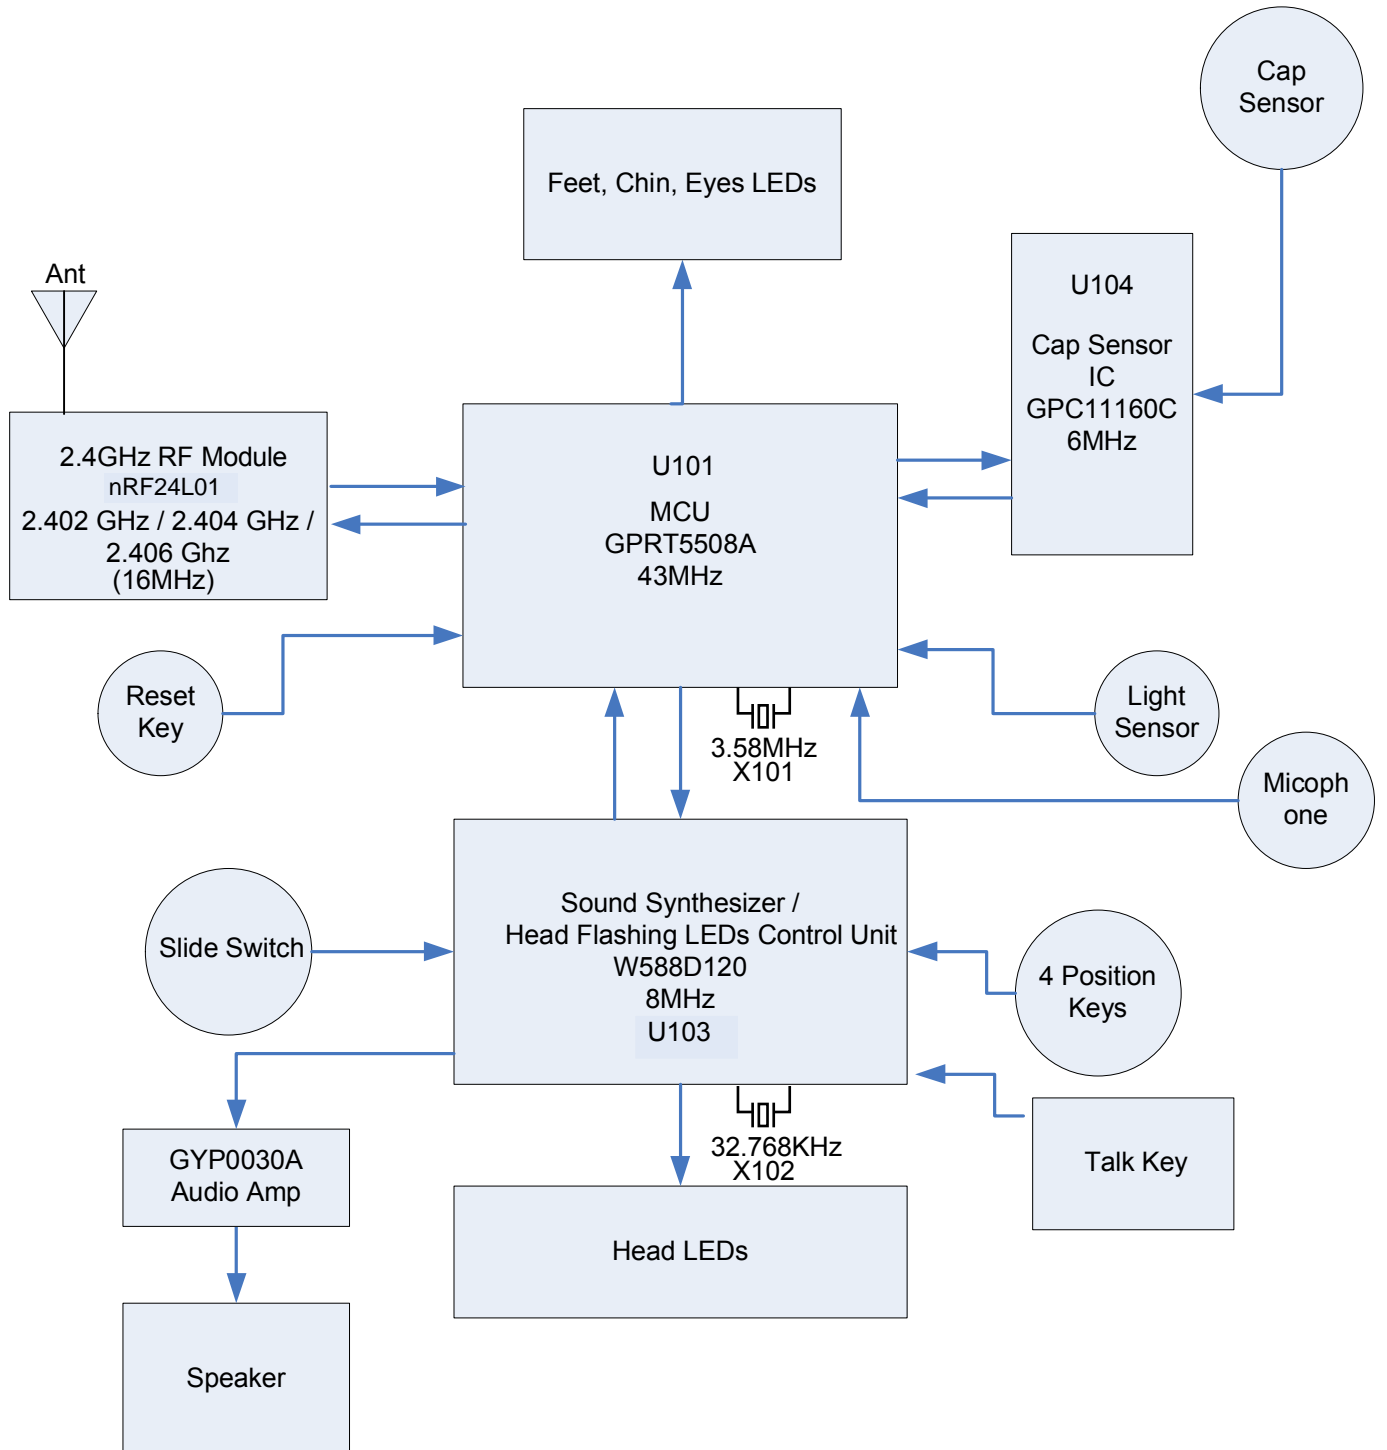 Cap
Sensor
Feet, Chin, Eyes LEDs
Ant
U104
Cap Sensor
IC
GPC11160C
6MHz
2.4GHz RF Module
nRF24L01
2.402 GHz / 2.404 GHz /
2.406 Ghz
(16MHz)
U101
MCU
GPRT5508A
43MHz
Reset
Key
Light
Sensor
3.58MHz
X101
Micoph
one
Slide Switch
Sound Synthesizer /
Head Flashing LEDs Control Unit
W588D120
8MHz
U103
4 Position
Keys
32.768KHz
X102
Talk Key
GYP0030A
Audio Amp
Head LEDs
Speaker